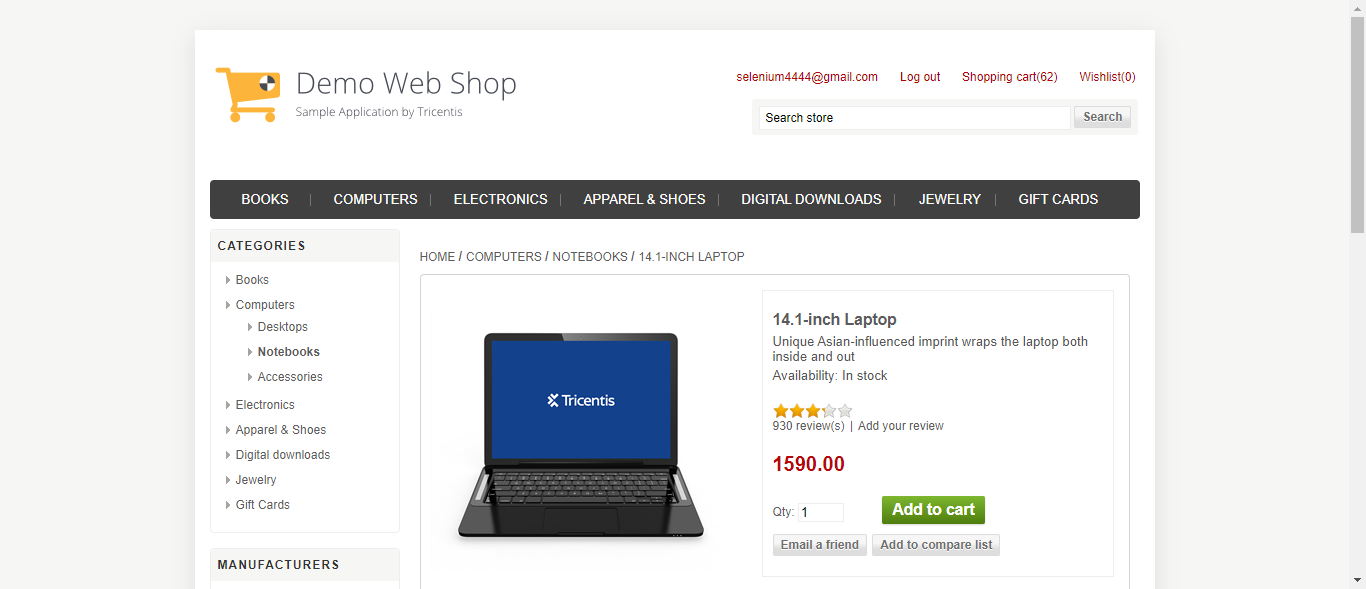 Demo Web Shop
Sample Application by Tricentis
selenium4444@gmail.com Log out Shopping cart(62) Wishlist(0)
Search store Search
BOOKS | COMPUTERS | ELECTRONICS | APPAREL & SHOES | DIGITAL DOWNLOADS | JEWELRY | GIFT CARDS
CATEGORIES
Books
Computers
Desktops
Notebooks
Accessories
Electronics
Apparel & Shoes
Digital downloads
Jewelry
Gift Cards
MANUFACTURERS
HOME / COMPUTERS / NOTEBOOKS / 14.1-INCH LAPTOP
Tricentis
14.1-inch Laptop
Unique Asian-influenced imprint wraps the laptop both
inside and out
Availability: In stock
930 review(s) | Add your review
1590.00
Qty: 1 Add to cart
Email a friend Add to compare list